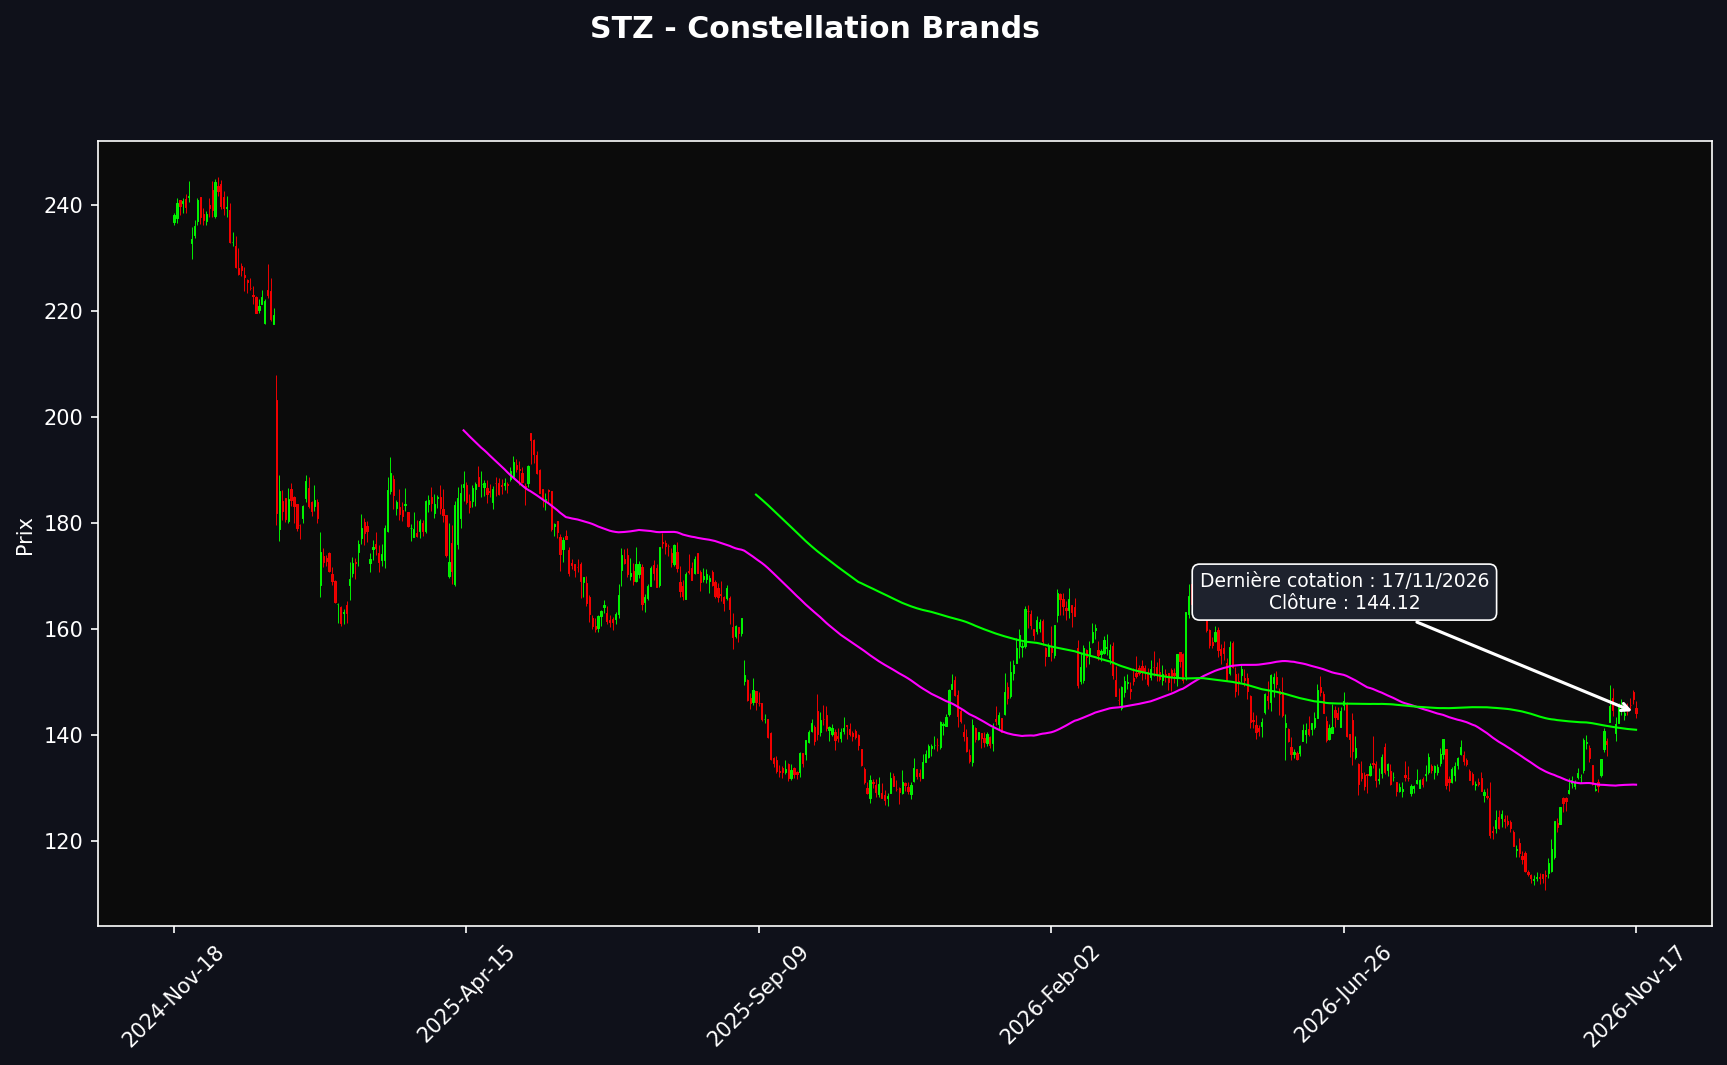 STZ - Constellation Brands
Prix
240
220
200
180
160
140
120
Dernière cotation : 17/11/2026
Clôture : 144.12
2024-Nov-18
2025-Apr-15
2025-Sep-09
2026-Feb-02
2026-Jun-26
2026-Nov-17